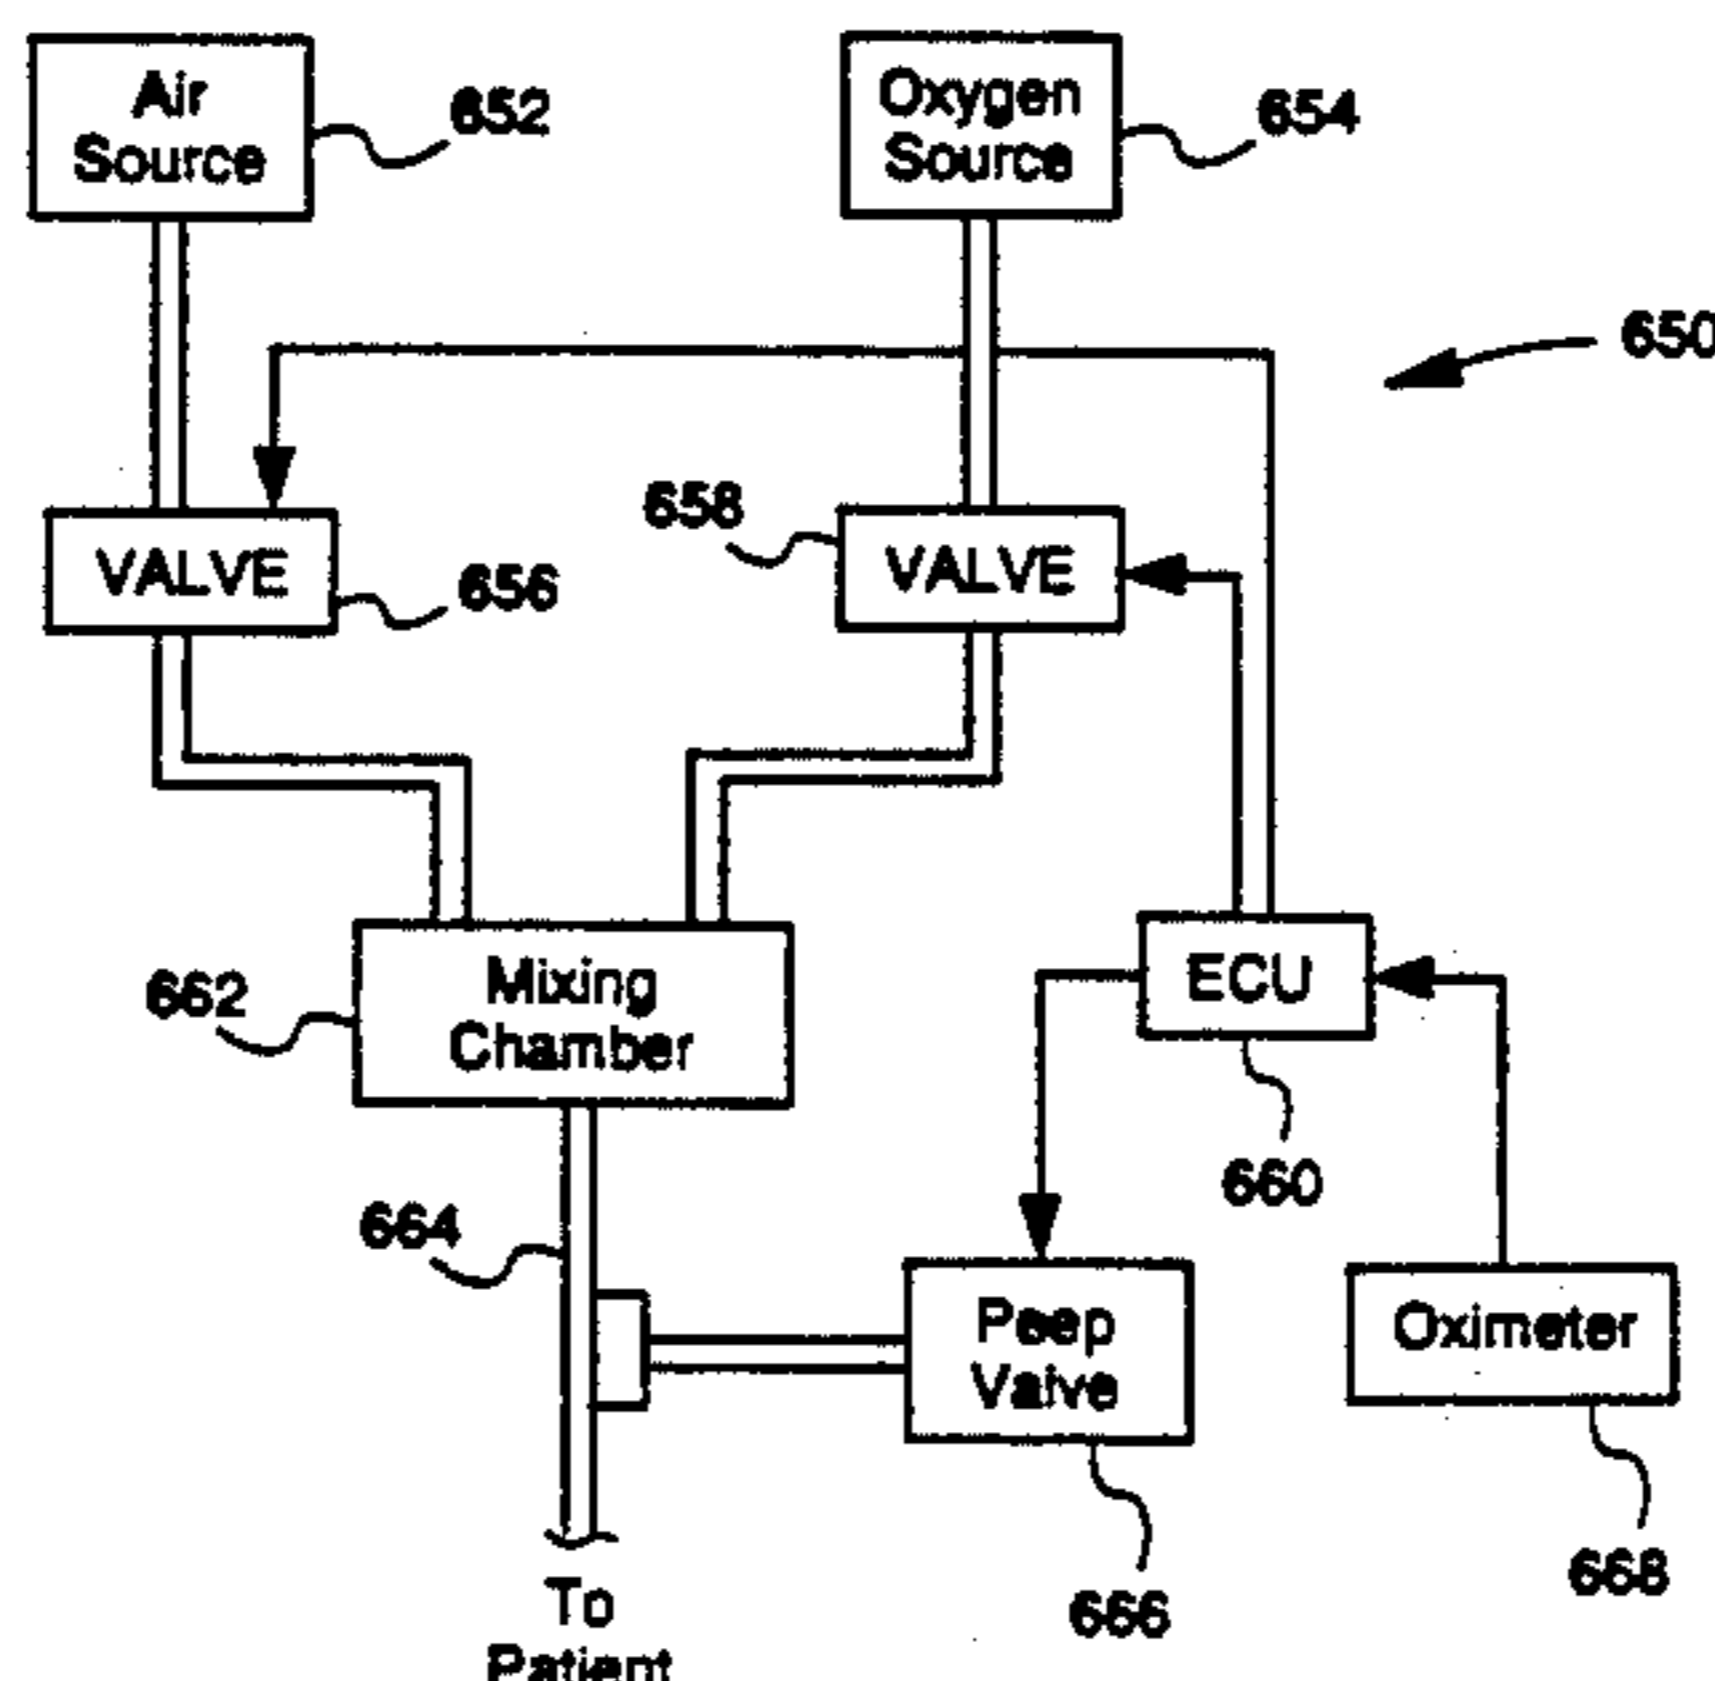 Air
Source
652
Oxygen
Source
654
650
658
VALVE
656
VALVE
662
Mixing
Chamber
ECU
660
664
Peep
Valve
Oximeter
666
668
To
Patient